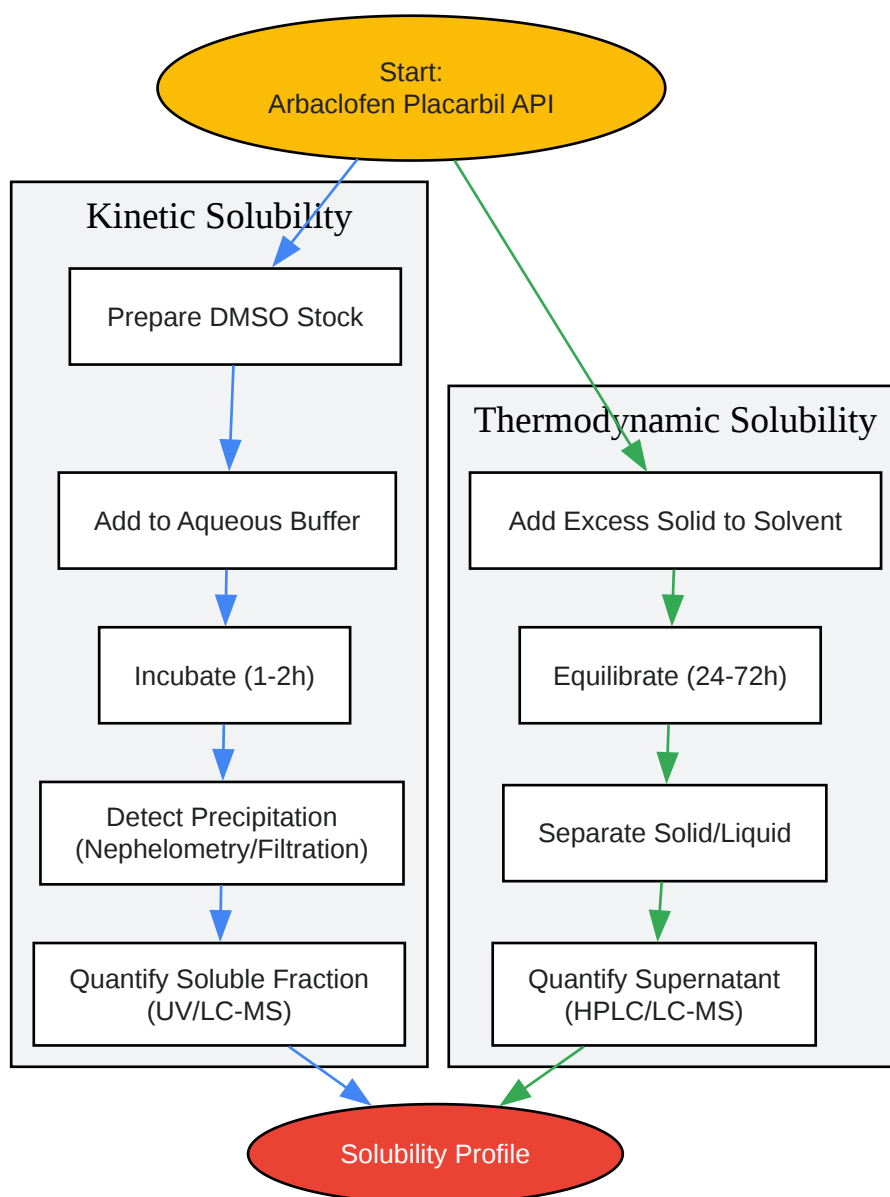 Start:
Arbaclofen Placarbil API
Kinetic Solubility
Prepare DMSO Stock
Add to Aqueous Buffer
Incubate (1-2h)
Detect Precipitation
(Nephelometry/Filtration)
Quantify Soluble Fraction
(UV/LC-MS)
Thermodynamic Solubility
Add Excess Solid to Solvent
Equilibrate (24-72h)
Separate Solid/Liquid
Quantify Supernatant
(HPLC/LC-MS)
Solubility Profile